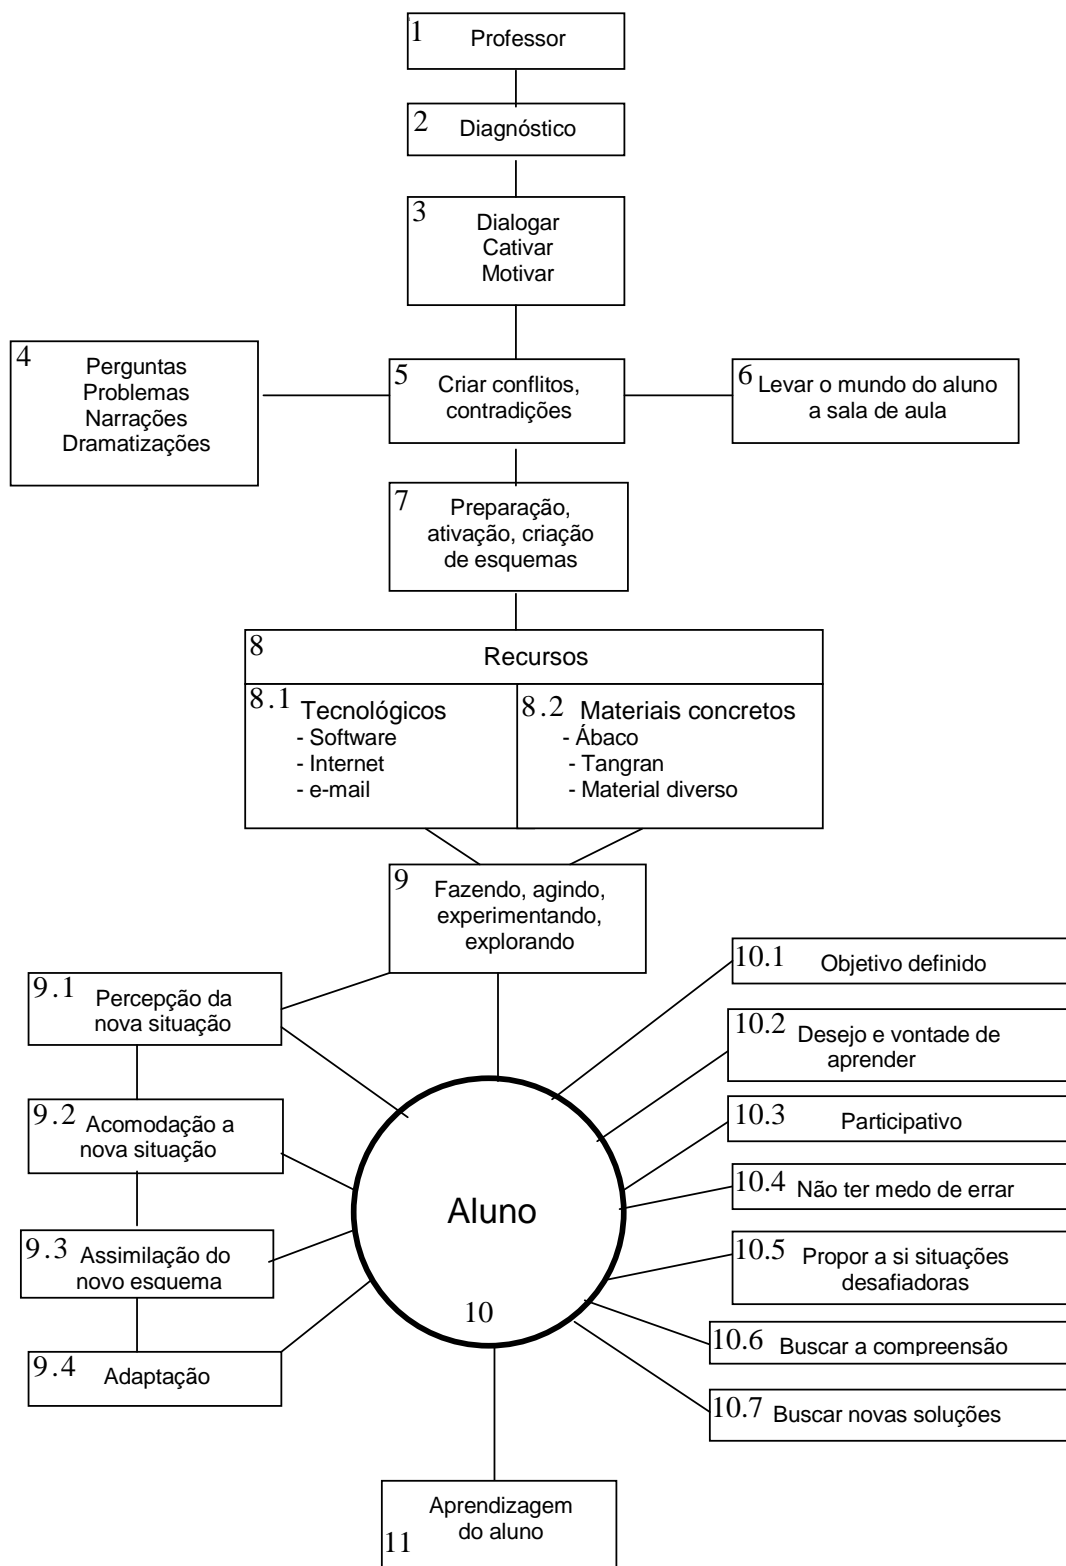 1
Professor
2
Diagnóstico
3
Dialogar
Cativar
Motivar
4
Perguntas
Problemas
Narrações
Dramatizações
5
Criar conflitos,
contradições
6
Levar o mundo do aluno
a sala de aula
7
Preparação,
ativação, criação
de esquemas
8
Recursos
8.1
Tecnológicos
- Software
- Internet
- e-mail
8.2
Materiais concretos
- Ábaco
- Tangran
- Material diverso
9
Fazendo, agindo,
experimentando,
explorando
9.1
Percepção da
nova situação
9.2
Acomodação a
nova situação
9.3
Assimilação do
novo esquema
9.4
Adaptação
Aluno
10
10.1
Objetivo definido
10.2
Desejo e vontade de
aprender
10.3
Participativo
10.4
Não ter medo de errar
10.5
Propor a si situações
desafiadoras
10.6
Buscar a compreensão
10.7
Buscar novas soluções
Aprendizagem
do aluno
11